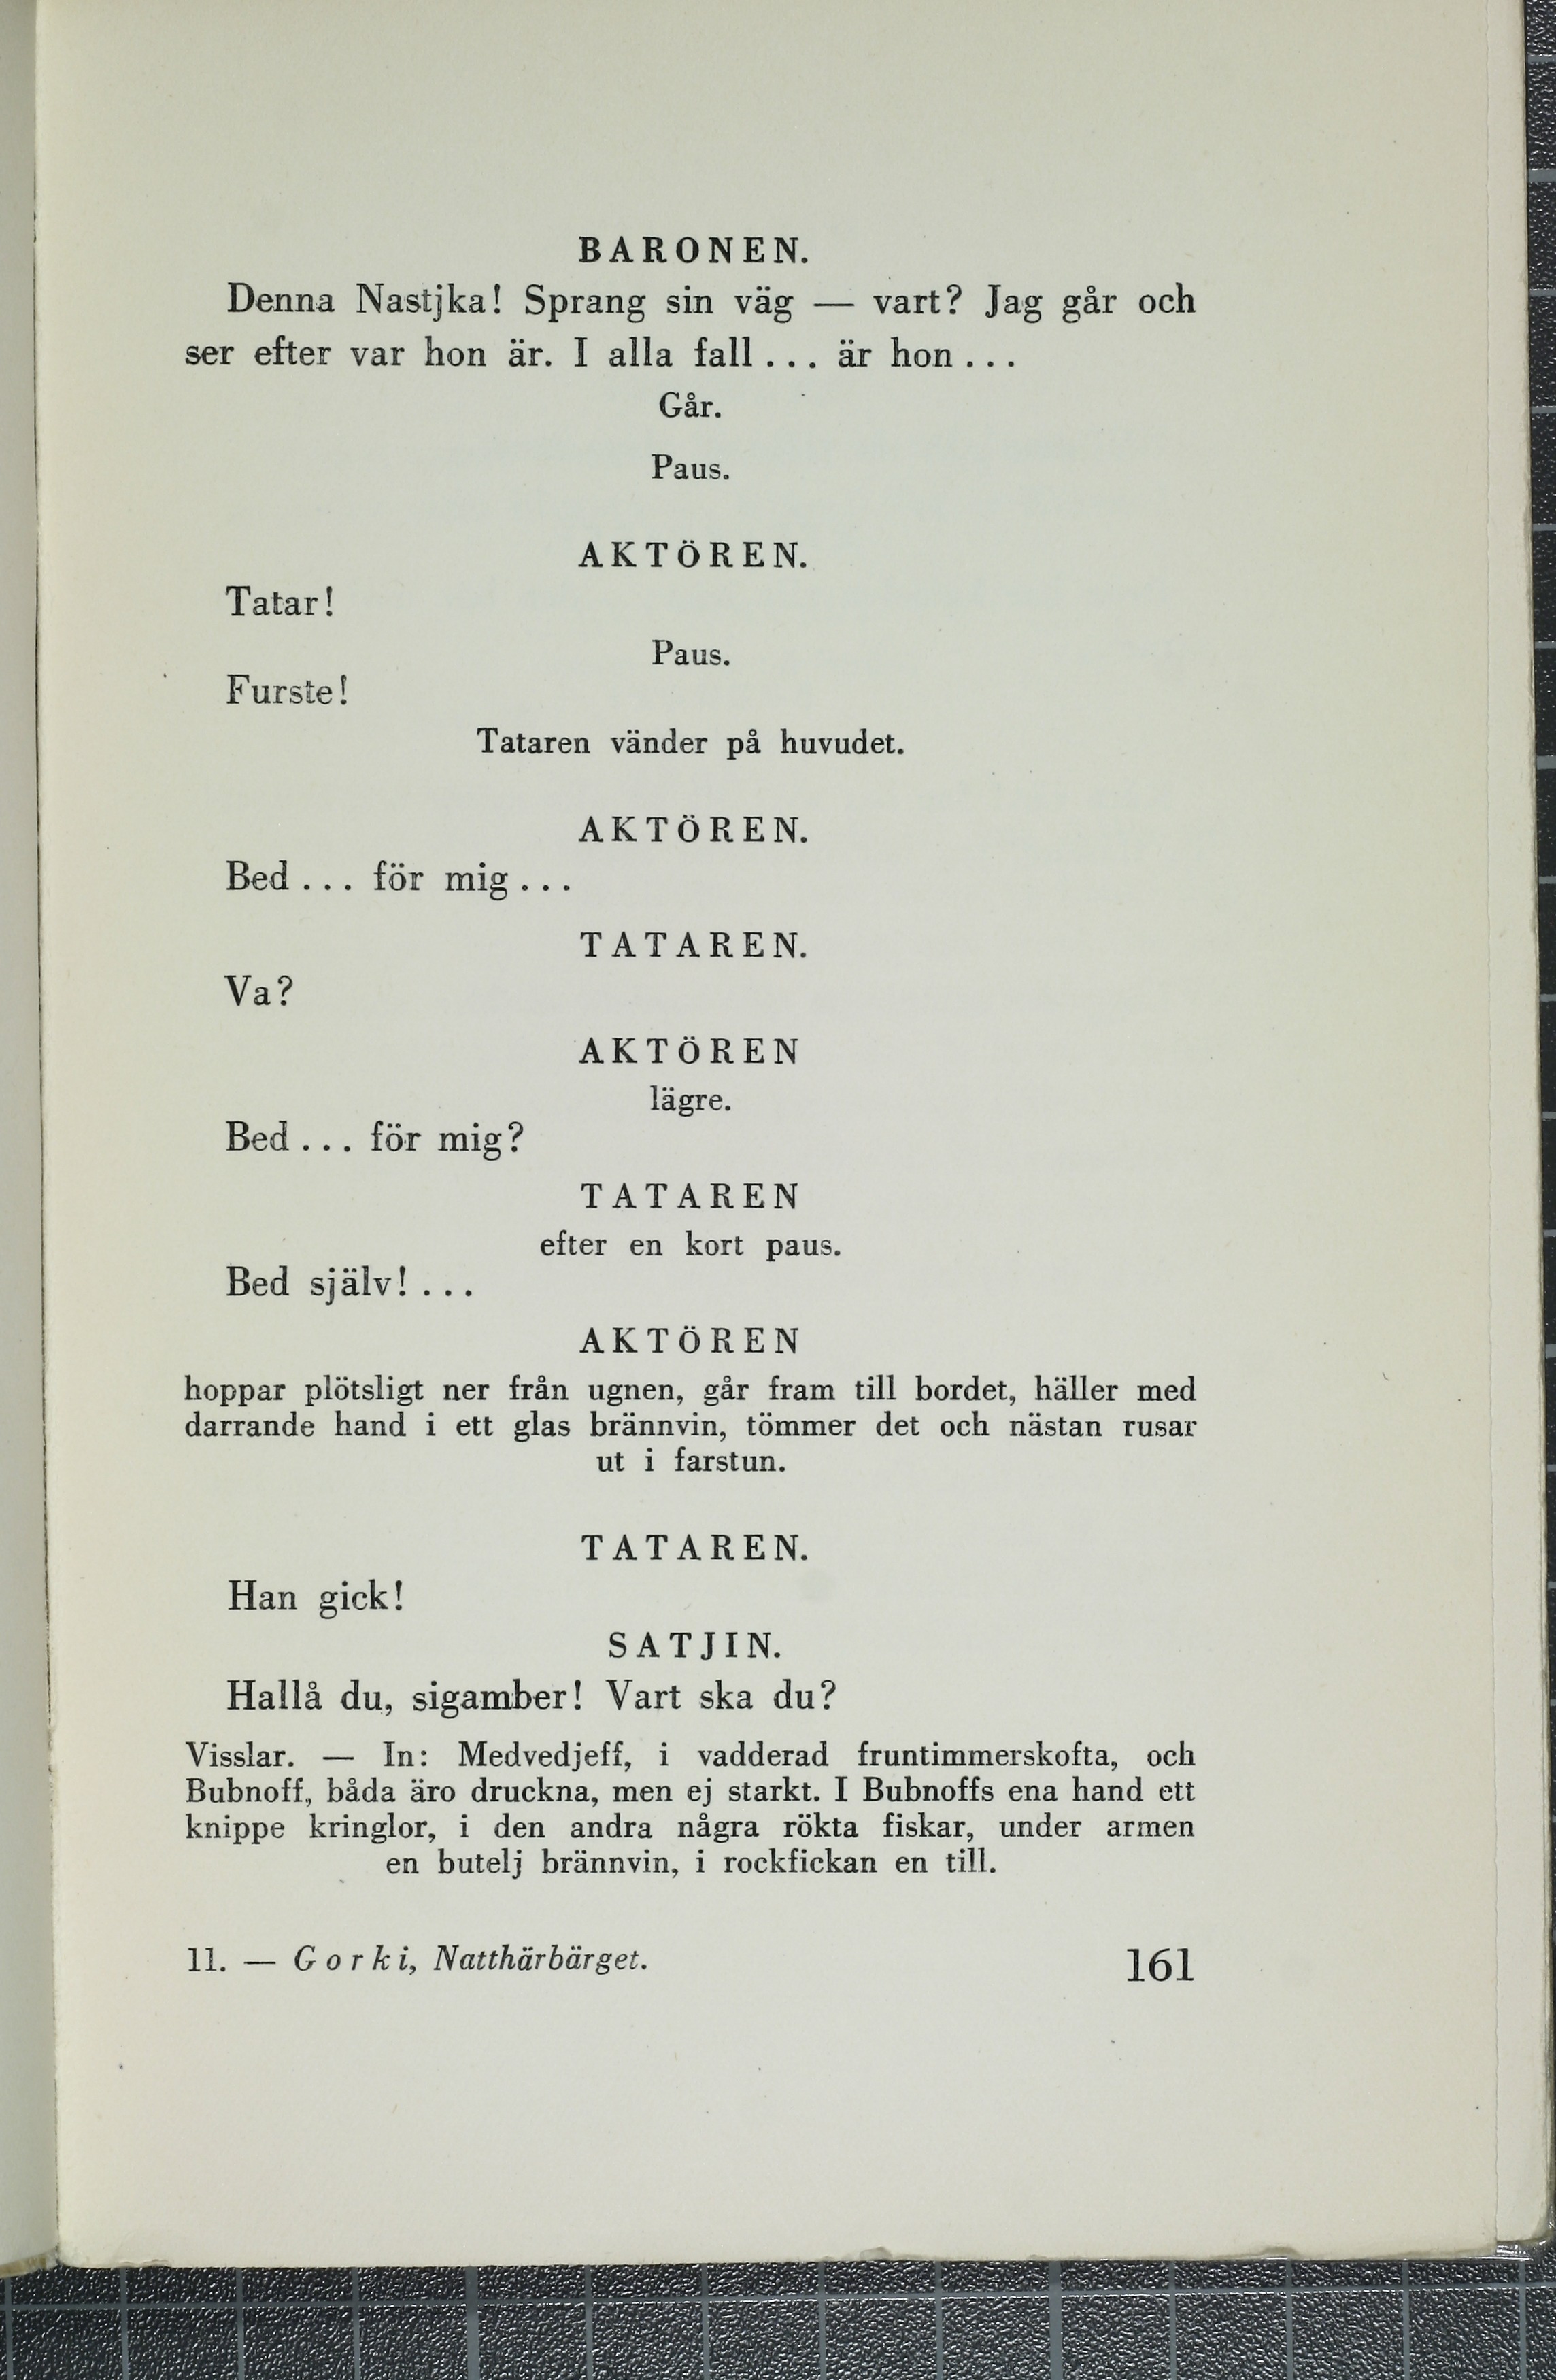 BARONEN.
Denna Nastjka! Sprang sin väg — vart? Jag går och
ser efter var hon är. I alla fall... är hon...
Går.
Paus.
AKTÖREN.
Tatar!
Paus.
Furste!
Tataren vänder på huvudet.
AKTÖREN.
Bed... för mig...
TATAREN.
Va?
AKTÖREN
lägre.
Bed... för mig?
TATAREN
efter en kort paus.
Bed själv!...
AKTÖREN
hoppar plötsligt ner från ugnen, går fram till bordet, häller med
darrande hand i ett glas brännvin, tömmer det och nästan rusar
ut i farstun.
TATAREN.
Han gick!
SATJIN.
Hallå du, sigamber! Vart ska du?
Visslar. — In: Medvedjeff, i vadderad fruntimmerskofta, och
Bubnoff, båda äro druckna, men ej starkt. I Bubnoffs ena hand ett
knippe kringlor, i den andra några rökta fiskar, under armen
en butelj brännvin, i rockfickan en till.
11. — Gorki, Natthärbärget.
161